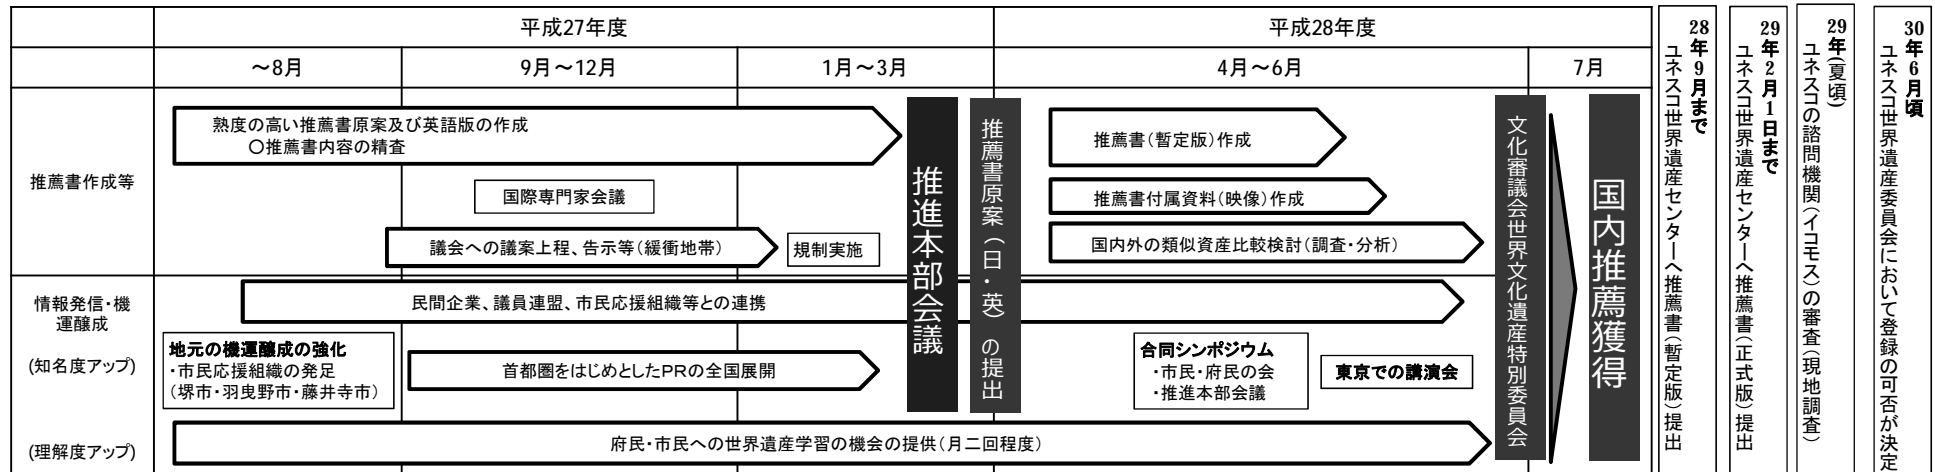 平成27年度
平成28年度
～8月
9月～12月
1月～3月
4月～6月
7月
推薦書作成等
熟度の高い推薦書原案及び英語版の作成
○推薦書内容の精査
国際専門家会議
議会への議案上程、告示等（緩衝地帯）
規制実施
推進本部会議
推薦書原案（日・英）の提出
推薦書（暫定版）作成
推薦書付属資料（映像）作成
国内外の類似資産比較検討（調査・分析）
文化審議会世界文化遺産特別委員会
国内推薦獲得
情報発信・機
運醸成
(知名度アップ)
(理解度アップ)
民間企業、議員連盟、市民応援組織等との連携
地元の機運醸成の強化
・市民応援組織の発足
（堺市・羽曳野市・藤井寺市）
首都圏をはじめとしたPRの全国展開
合同シンポジウム
・市民・府民の会
・推進本部会議
東京での講演会
府民・市民への世界遺産学習の機会の提供（月二回程度）
28年9月まで
ユネスコ世界遺産センターへ推薦書（暫定版）提出
29年2月1日まで
ユネスコ世界遺産センターへ推薦書（正式版）提出
29年(夏頃)
ユネスコの諮問機関（イコモス）の審査（現地調査）
30年6月頃
ユネスコ世界遺産委員会において登録の可否が決定